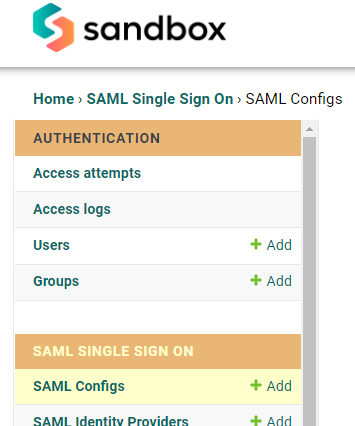 sandbox
Home › SAML Single Sign On › SAML Configs
AUTHENTICATION
Access attempts
Access logs
Users + Add
Groups + Add
SAML SINGLE SIGN ON
SAML Configs + Add
SAML Identity Providers + Add